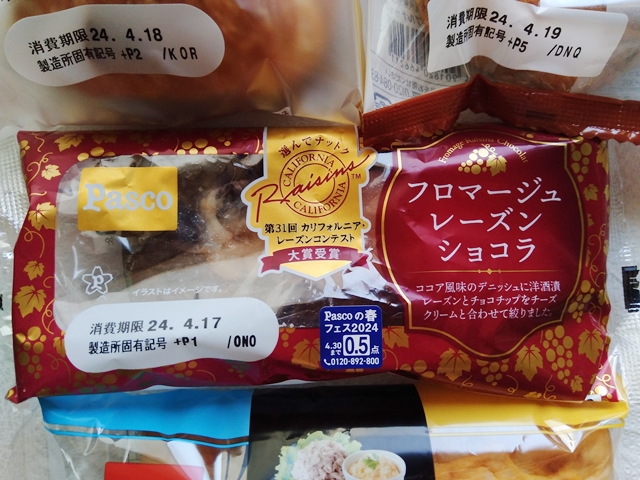 消費期限24. 4.18
製造所固有記号 +P2 /KOR
消費期限24. 4.19
製造所固有記号 +P5 /DNQ
Pasco
選んでナットク
CALIFORNIA
Raisins™
CALIFORNIA
第31回 カリフォルニア・
レーズンコンテスト
大賞受賞
Fromage Raisin Chocolat
フロマージュ
レーズン
ショコラ
ココア風味のデニッシュに洋酒漬
レーズンとチョコチップをチーズ
クリームと合わせて絞りました。
イラストはイメージです。
消費期限24. 4.17
製造所固有記号 +P1 /ONO
Pascoの春
フェス2024
4.30まで 0.5点
0120-892-800